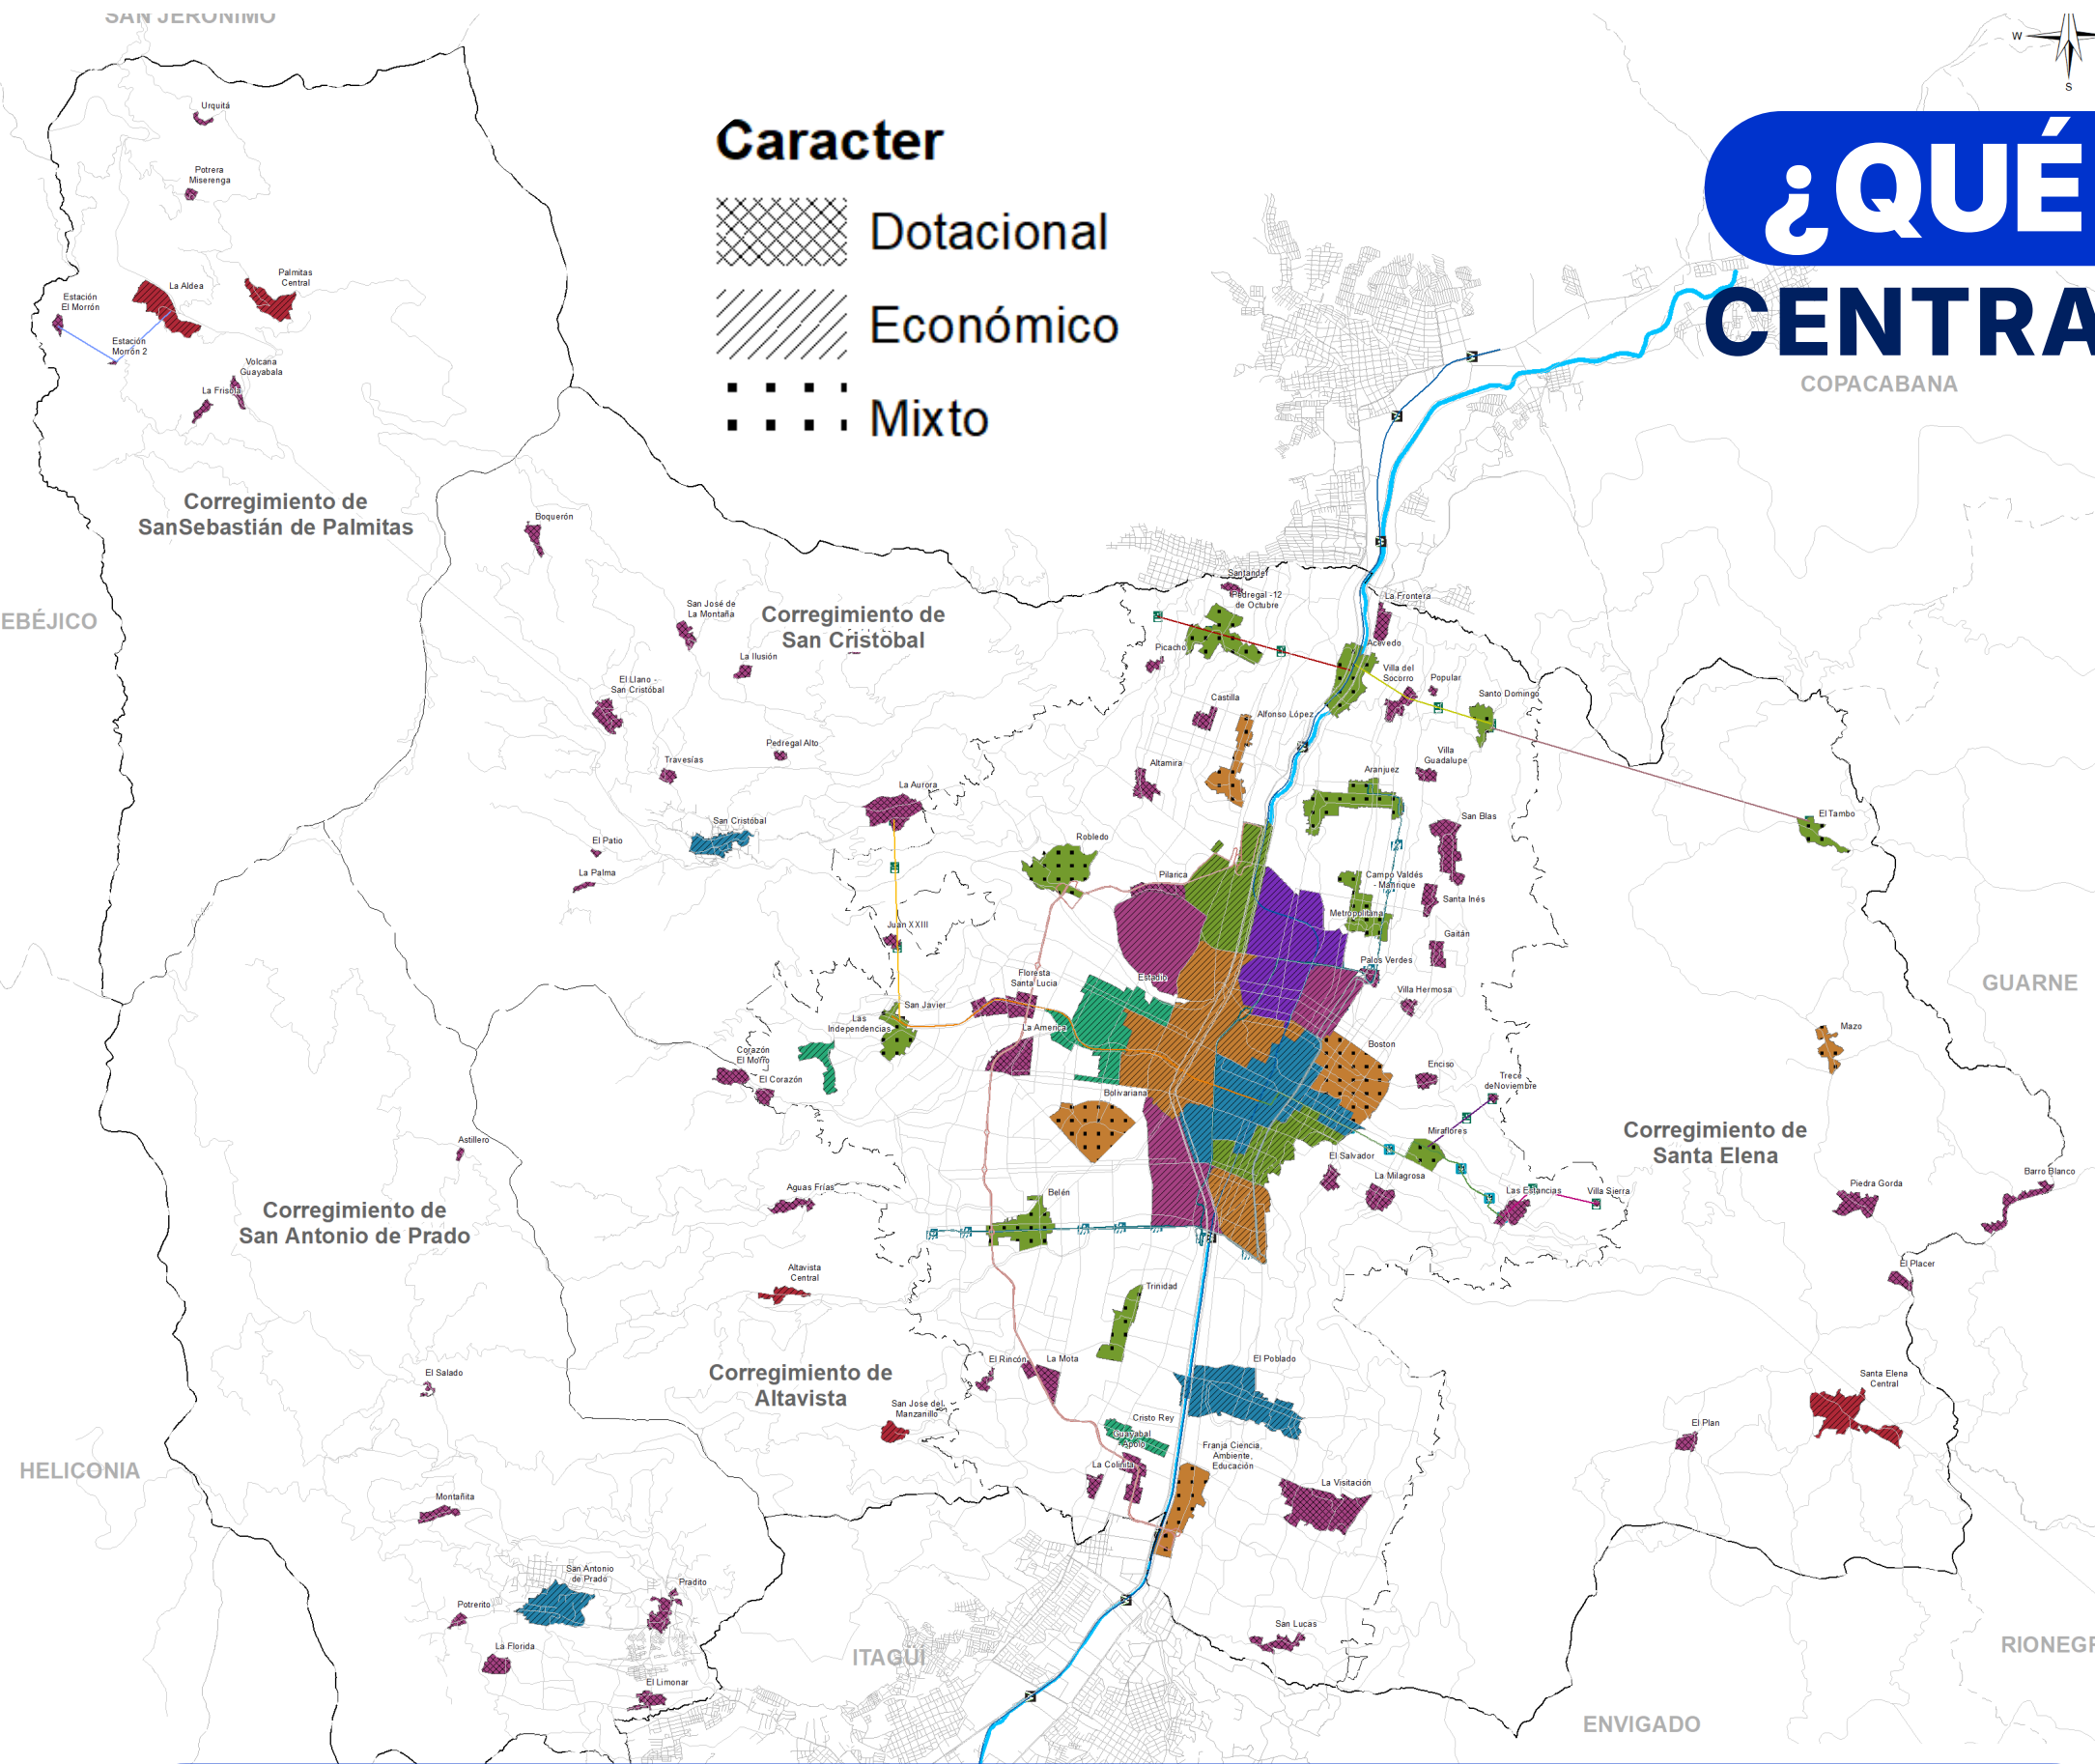 SAN JERÓNIMO
W
S
¿QUÉ
CENTRA
COPACABANA
Caracter
Dotacional
Económico
Mixto
Urquitá
Potrera
Miserenga
La Aldea
Palmitas
Central
Estación
El Morrón
Estación
Morrón 2
Volcana
Guayabala
La Frisola
Corregimiento de
SanSebastián de Palmitas
Boquerón
EBÉJICO
San José de
La Montaña
Corregimiento de
San Cristóbal
La Ilusión
El Llano -
San Cristóbal
Pedregal Alto
Travesías
San Cristóbal
El Patio
La Palma
La Aurora
Juan XXIII
Santander
Pedregal -12
de Octubre
Picacho
La Frontera
Acevedo
Villa del
Socorro
Popular
Santo Domingo
Castilla
Alfonso López
Altamira
Villa
Guadalupe
Aranjuez
San Blas
El Tambo
Robledo
Pilarica
Campo Valdés
- Manrique
Santa Inés
Metropolitana
Gaitán
Palos Verdes
Villa Hermosa
Floresta
Santa Lucia
Estadio
San Javier
Las
Independencias
La America
GUARNE
Mazo
Corazón
El Morro
El Corazón
Boston
Enciso
Trece
deNoviembre
Bolivariana
Miraflores
Corregimiento de
Santa Elena
Astillero
El Salvador
La Milagrosa
Las Estancias
Villa Sierra
Piedra Gorda
Barro Blanco
Aguas Frías
Belén
Corregimiento de
San Antonio de Prado
Altavista
Central
Trinidad
El Placer
El Salado
Corregimiento de
Altavista
El Rincón
La Mota
El Poblado
San Jose del
Manzanillo
Cristo Rey
Guayabal
Apolo
Santa Elena
Central
El Plan
HELICONIA
La Colinita
Franja Ciencia,
Ambiente,
Educación
La Visitación
Montañita
San Antonio
de Prado
Pradito
Potrerito
La Florida
El Limonar
ITAGÜÍ
San Lucas
RIONEGR
ENVIGADO